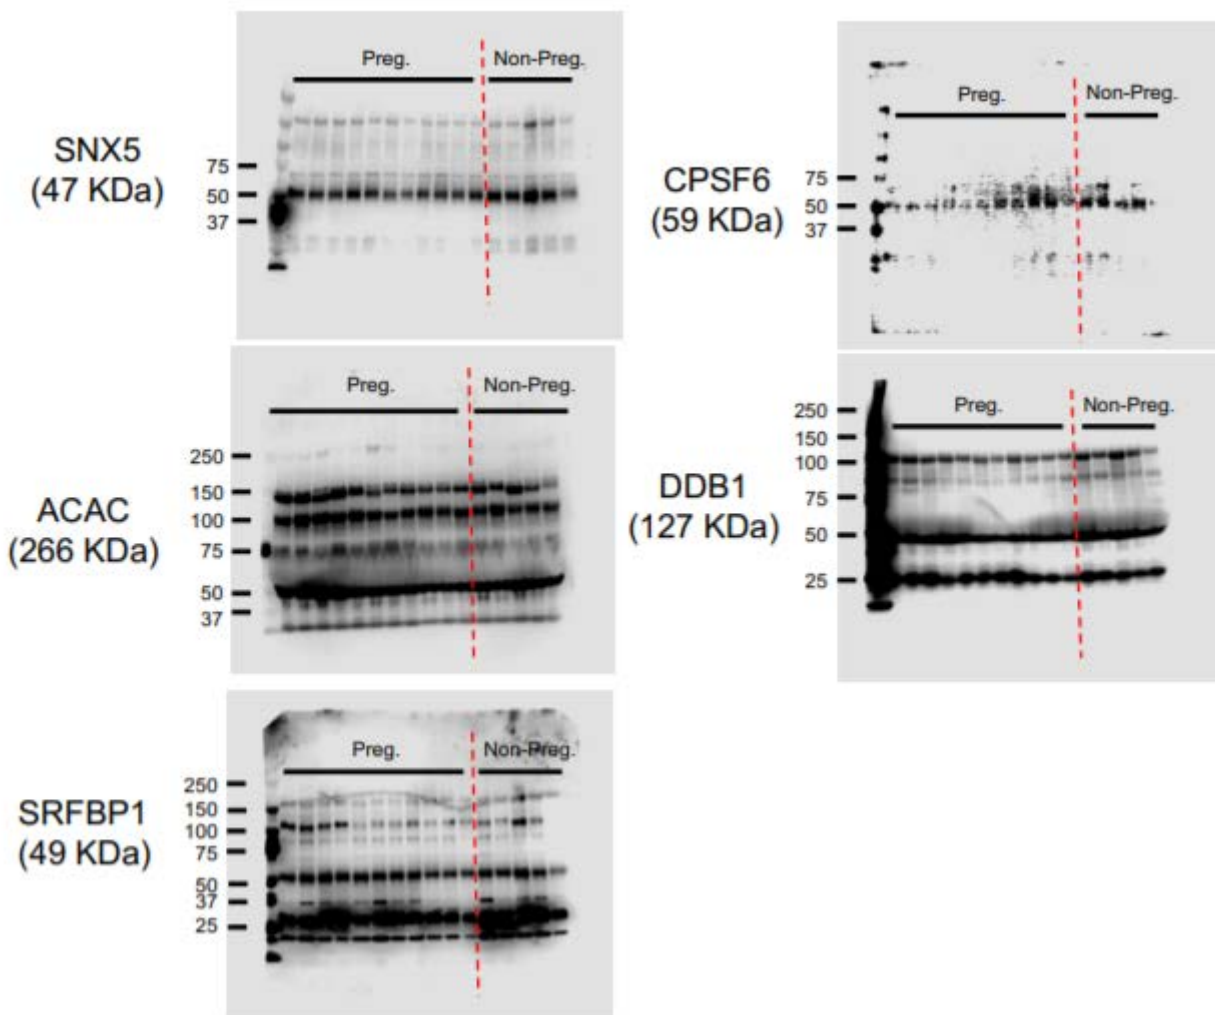 Preg.
Non-Preg.
SNX5
(47 KDa)
75
50
37
Preg.
Non-Preg.
CPSF6
(59 KDa)
75
50
37
Preg.
Non-Preg.
ACAC
(266 KDa)
250
150
100
75
50
37
Preg.
Non-Preg.
DDB1
(127 KDa)
250
150
100
75
50
25
Preg.
Non-Preg.
SRFBP1
(49 KDa)
250
150
100
75
50
37
25